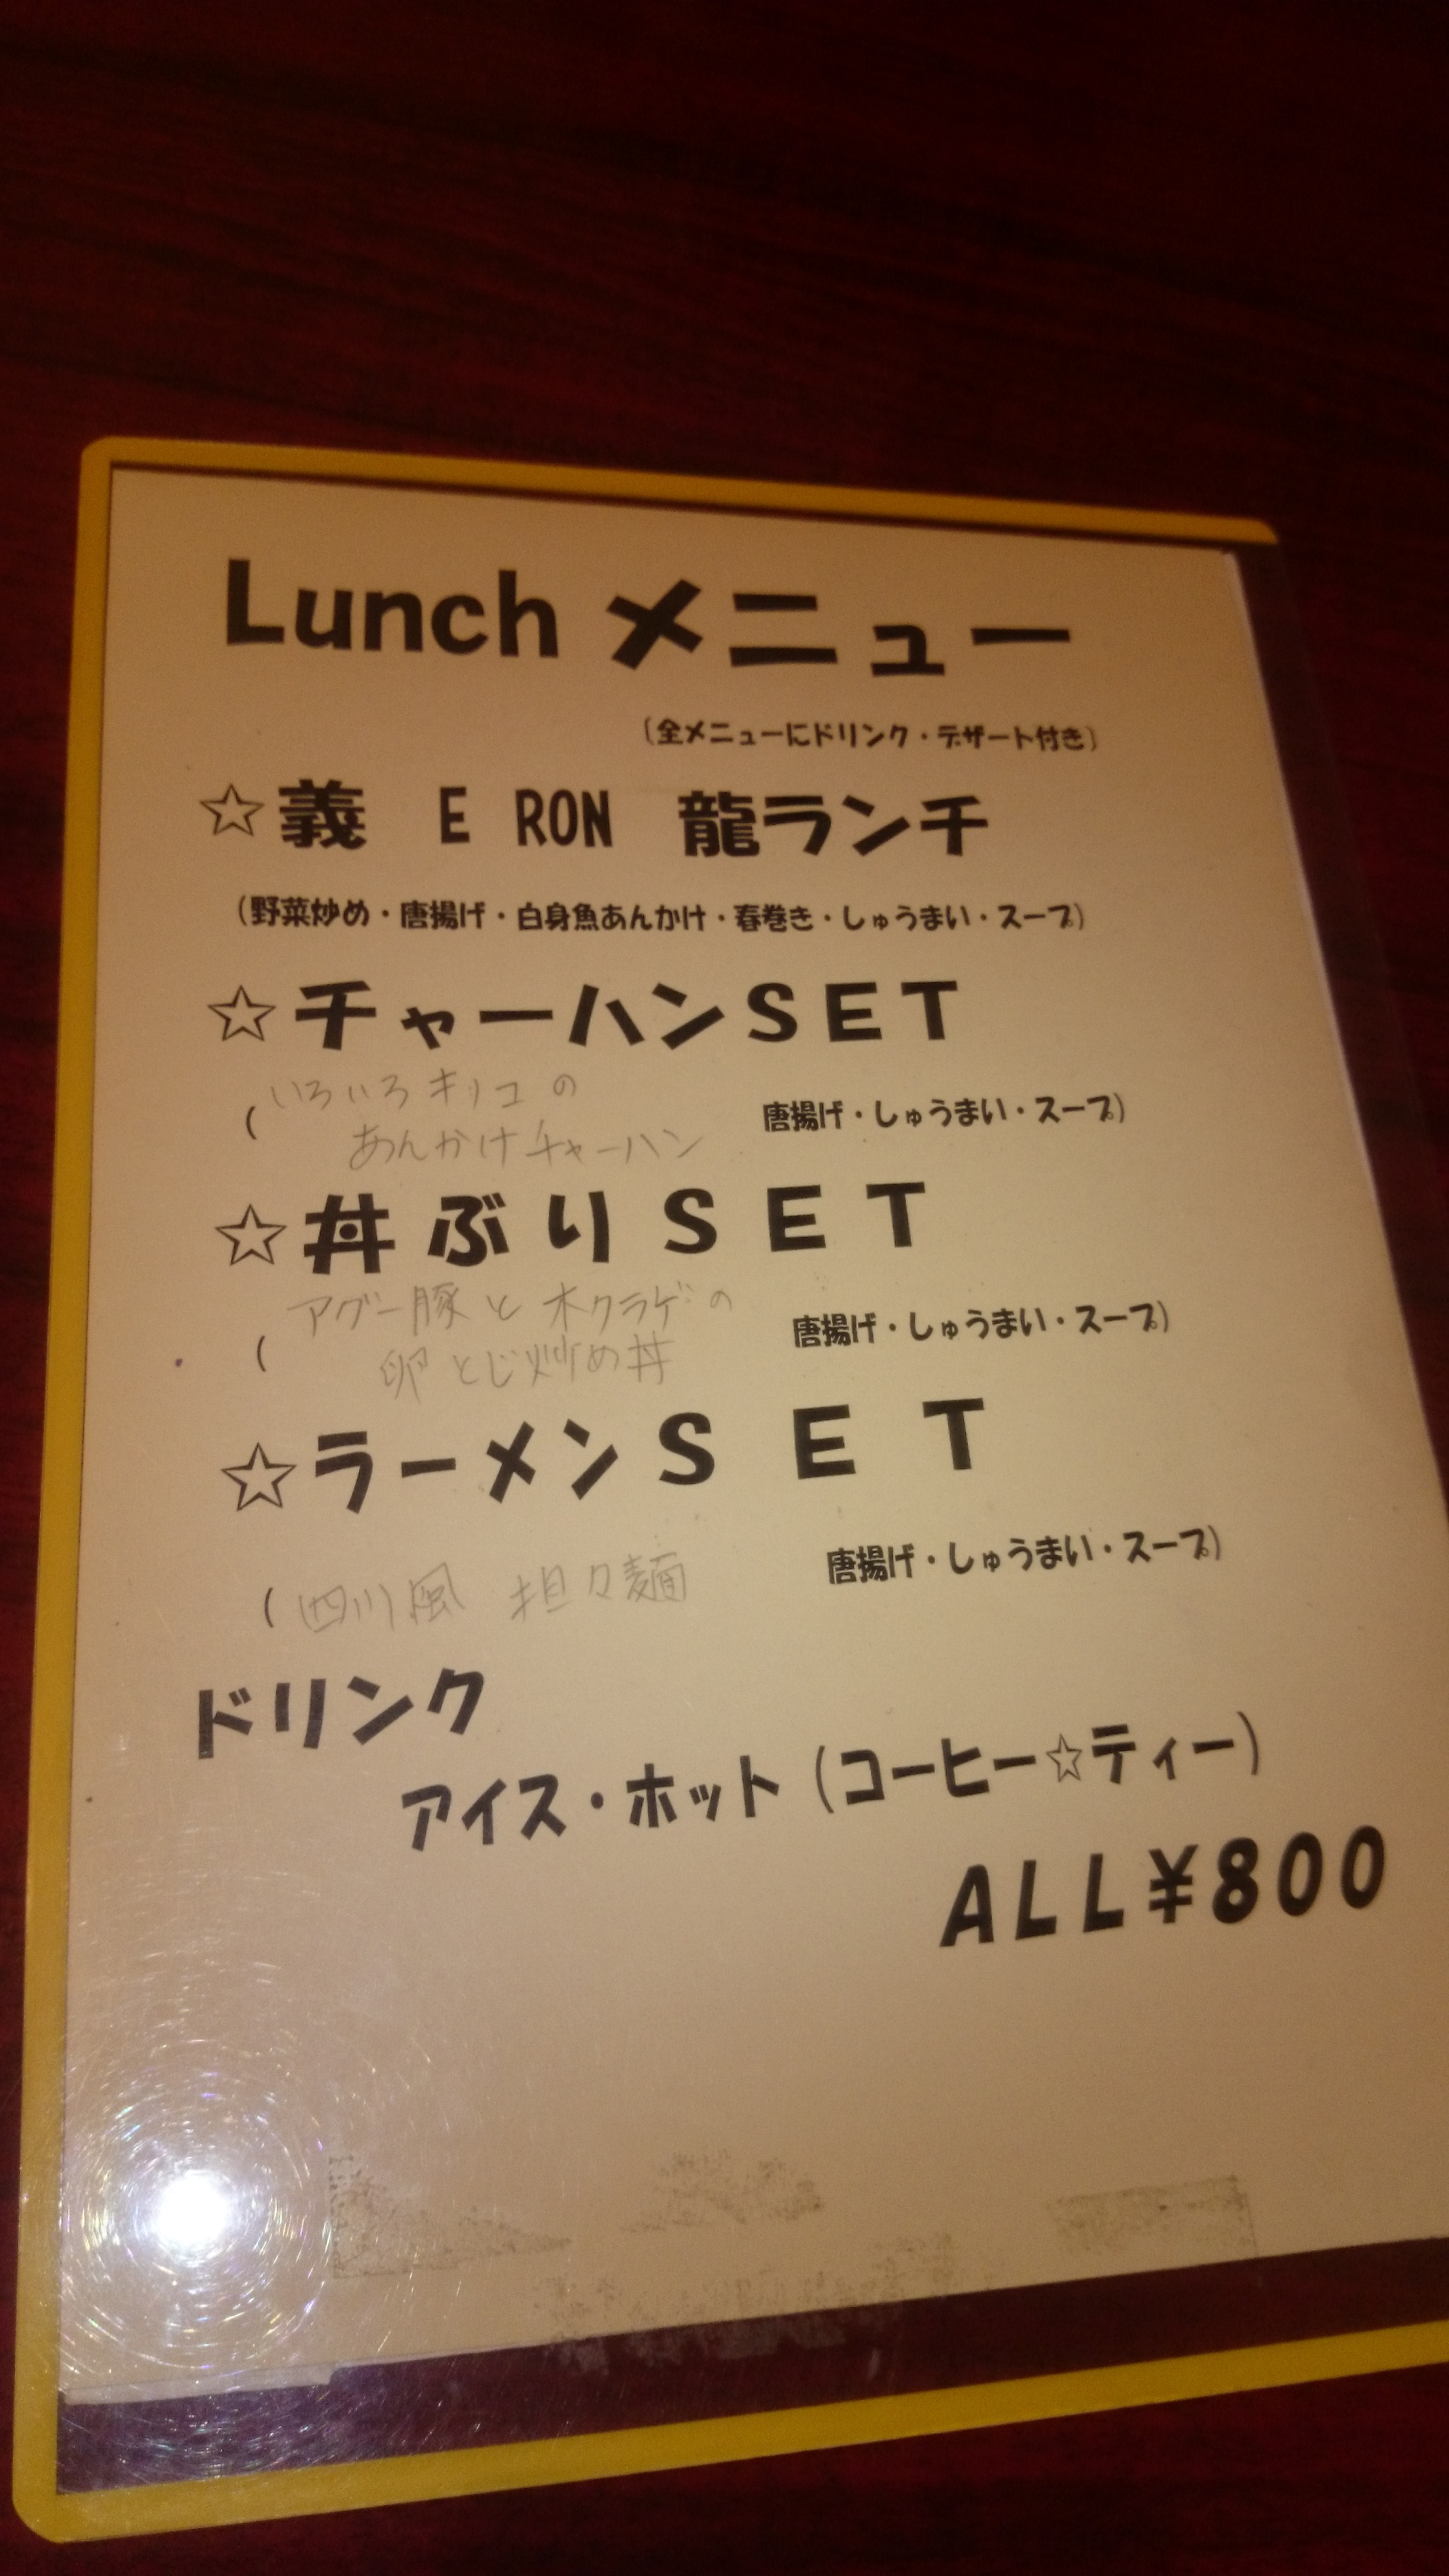 Lunch メニュー
(全メニューにドリンク・デザート付き)
☆義 E RON 龍ランチ
(野菜炒め・唐揚げ・白身魚あんかけ・春巻き・しゅうまい・スープ)
☆チャーハンSET
いろいろキノコの
( あんかけチャーハン 唐揚げ・しゅうまい・スープ)
☆丼ぶりSET
アグー豚と木クラゲの
( 卵とじ炒め丼 唐揚げ・しゅうまい・スープ)
☆ラーメンSET
( 四川風 担々麺 唐揚げ・しゅうまい・スープ)
ドリンク
アイス・ホット(コーヒー☆ティー)
ALL¥800